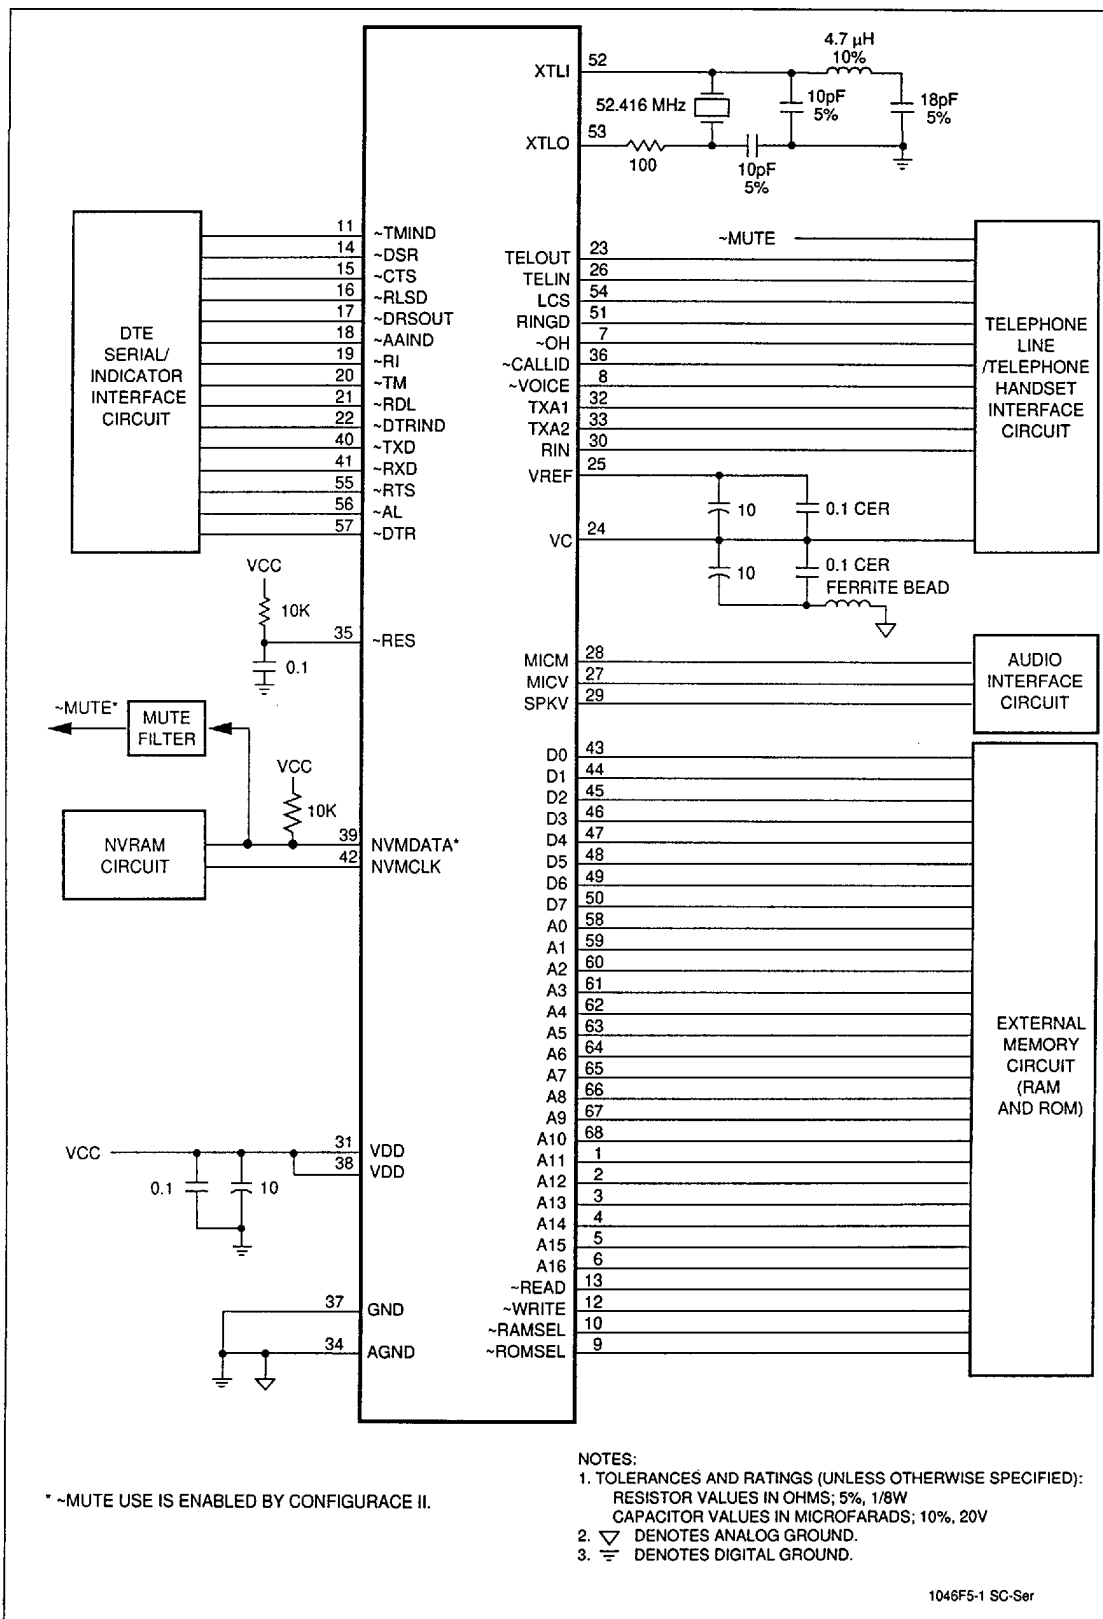 XTLI 52
4.7 µH
10%
52.416 MHz
10pF
5%
18pF
5%
XTLO 53
100
10pF
5%
DTE
SERIAL/
INDICATOR
INTERFACE
CIRCUIT
11 ~TMIND
14 ~DSR
15 ~CTS
16 ~RLSD
17 ~DRSOUT
18 ~AAIND
19 ~RI
20 ~TM
21 ~RDL
22 ~DTRIND
40 ~TXD
41 ~RXD
55 ~RTS
56 ~AL
57 ~DTR
~MUTE
TELOUT 23
TELIN 26
LCS 54
RINGD 51
~OH 7
~CALLID 36
~VOICE 8
TXA1 32
TXA2 33
RIN 30
VREF 25
VC 24
TELEPHONE
LINE
/TELEPHONE
HANDSET
INTERFACE
CIRCUIT
10
0.1 CER
10
0.1 CER
FERRITE BEAD
VCC
10K
35 ~RES
0.1
MICM 28
MICV 27
SPKV 29
AUDIO
INTERFACE
CIRCUIT
~MUTE*
MUTE
FILTER
VCC
10K
NVRAM
CIRCUIT
39 NVMDATA*
42 NVMCLK
D0 43
D1 44
D2 45
D3 46
D4 47
D5 48
D6 49
D7 50
A0 58
A1 59
A2 60
A3 61
A4 62
A5 63
A6 64
A7 65
A8 66
A9 67
A10 68
A11 1
A12 2
A13 3
A14 4
A15 5
A16 6
~READ 13
~WRITE 12
~RAMSEL 10
~ROMSEL 9
EXTERNAL
MEMORY
CIRCUIT
(RAM
AND ROM)
VCC
31 VDD
38 VDD
0.1
10
37 GND
34 AGND
* ~MUTE USE IS ENABLED BY CONFIGURACE II.
NOTES:
1. TOLERANCES AND RATINGS (UNLESS OTHERWISE SPECIFIED):
RESISTOR VALUES IN OHMS; 5%, 1/8W
CAPACITOR VALUES IN MICROFARADS; 10%, 20V
2. DENOTES ANALOG GROUND.
3. DENOTES DIGITAL GROUND.
1046F5-1 SC-Ser